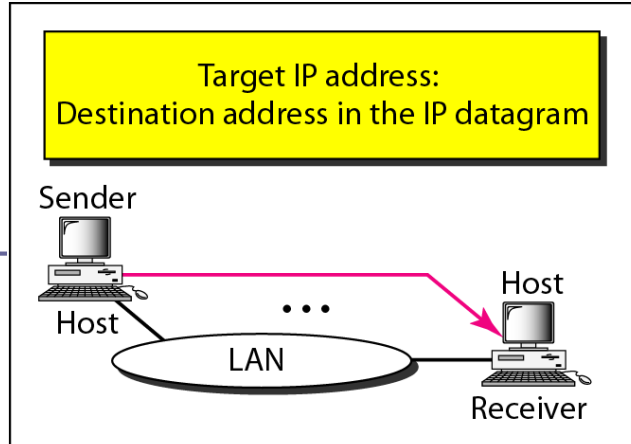 Target IP address:
Destination address in the IP datagram
Sender
Host
Host
...
LAN
Receiver